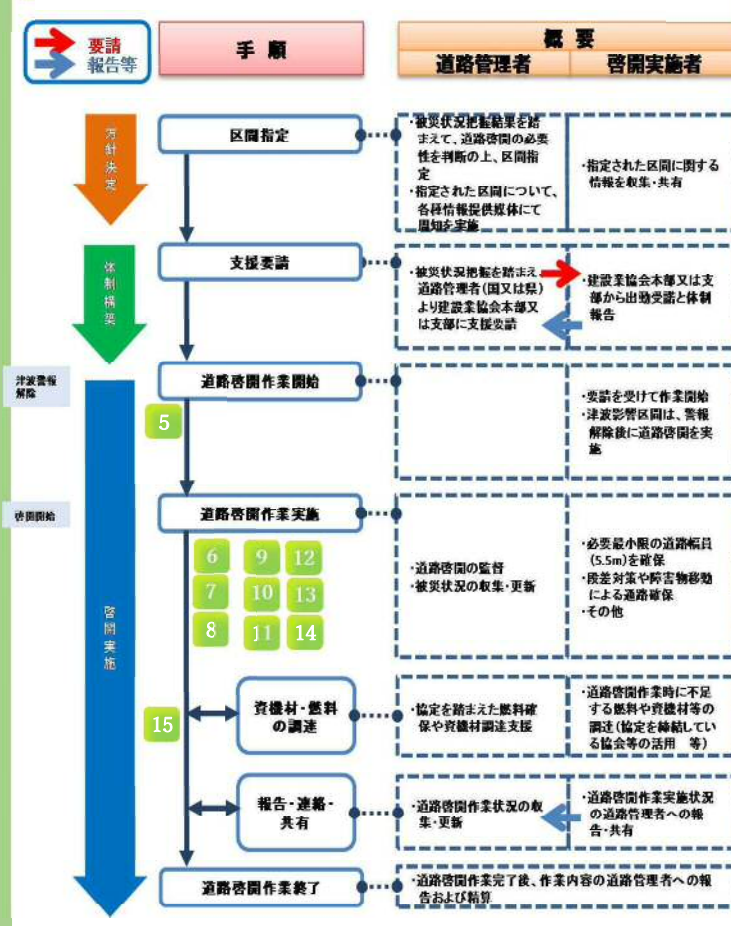 要請
報告等
手 順
概 要
道路管理者
啓開実施者
方針決定
区間指定
・被災状況把握結果を踏
まえて、道路啓開の必要
性を判断の上、区間指
定
・指定された区間について、
各種情報提供媒体にて
周知を実施
・指定された区間に関する
情報を収集・共有
体制構築
支援要請
・被災状況把握を踏まえ、
道路管理者(国又は県)
より建設業協会本部又
は支部に支援要請
・建設業協会本部又は支
部から出動受諾と体制
報告
津波警報
解除
道路啓開作業開始
5
・要請を受けて作業開始
・津波影響区間は、警報
解除後に道路啓開を実
施
啓開開始
道路啓開作業実施
6 9 12
7 10 13
8 11 14
・道路啓開の監督
・被災状況の収集・更新
・必要最小限の道路幅員
(5.5m)を確保
・段差対策や障害物移動
による通路確保
・その他
啓開実施
15
資機材・燃料
の調達
・協定を踏まえた燃料確
保や資機材調達支援
・道路啓開作業時に不足
する燃料や資機材等の
調達(協定を締結してい
る協会等の活用 等)
報告・連絡・
共有
・道路啓開作業状況の収
集・更新
・道路啓開作業実施状況
の道路管理者への報
告・共有
道路啓開作業終了
・道路啓開作業完了後、作業内容の道路管理者への報
告および精算